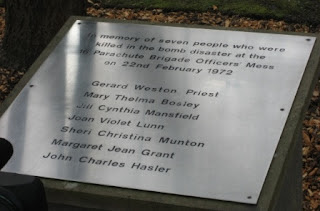 In memory of seven people who were
killed in the bomb disaster at the
Parachute Brigade Officers' Mess
on 22nd February 1972
Gerard Weston Priest
Mary Thelma Bosley
Jill Cynthia Mansfield
Joan Violet Lunn
Sheri Christina Munton
Margaret Jean Grant
John Charles Hasler